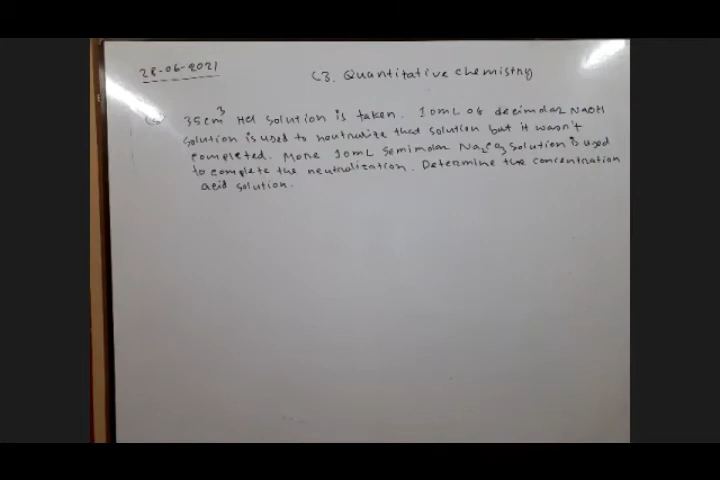 28-06-2021
C3. Quantitative chemistry
35cm³ HCl solution is taken. 10mL of decimolar NaOH
solution is used to neutralize that solution but it wasn't
completed. More 10mL semimolar Na₂CO₃ solution is used
to complete the neutralization. Determine the concentration
acid solution.